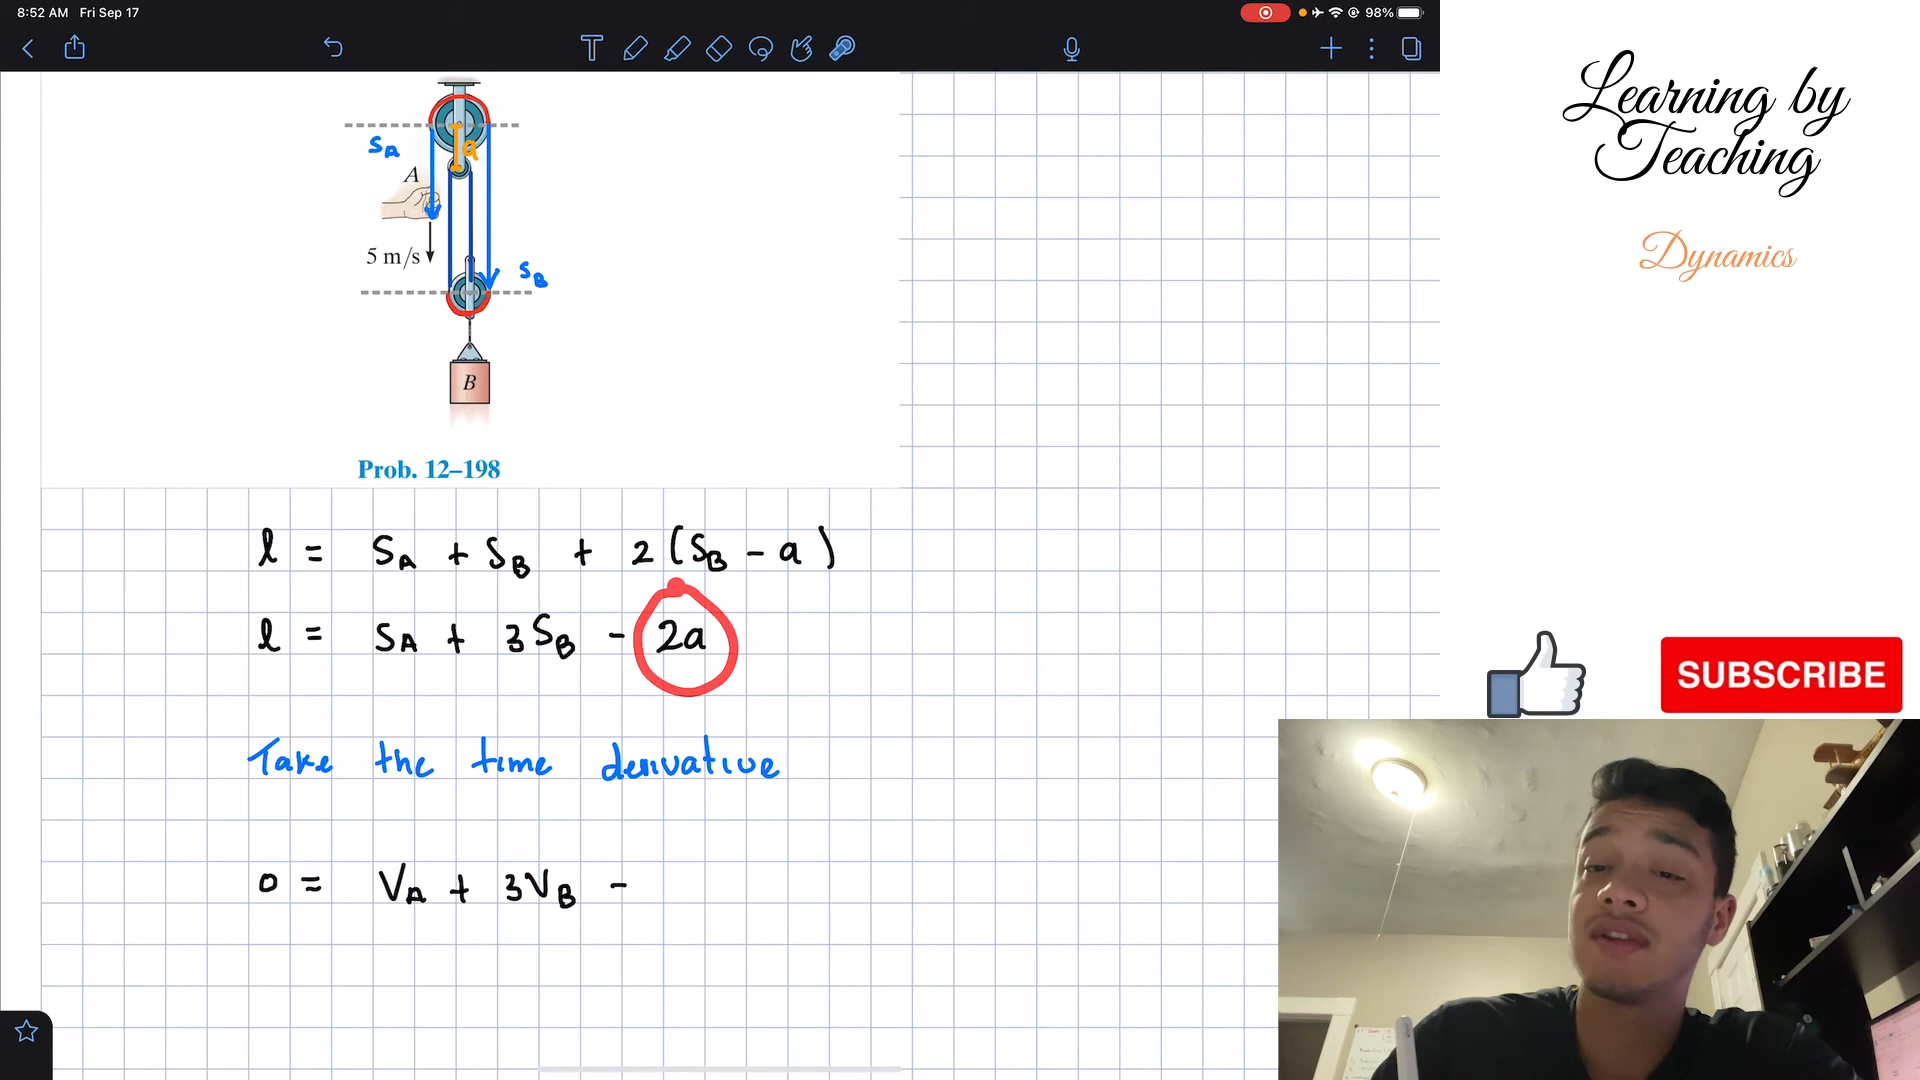 8:52 AM Fri Sep 17
98%
Learning by
Teaching
Dynamics
SA
a
A
5 m/s
SB
B
Prob. 12–198
l = SA + SB + 2 (SB - a)
l = SA + 3SB - 2a
Take the time derivative
0 = VA + 3VB -
SUBSCRIBE